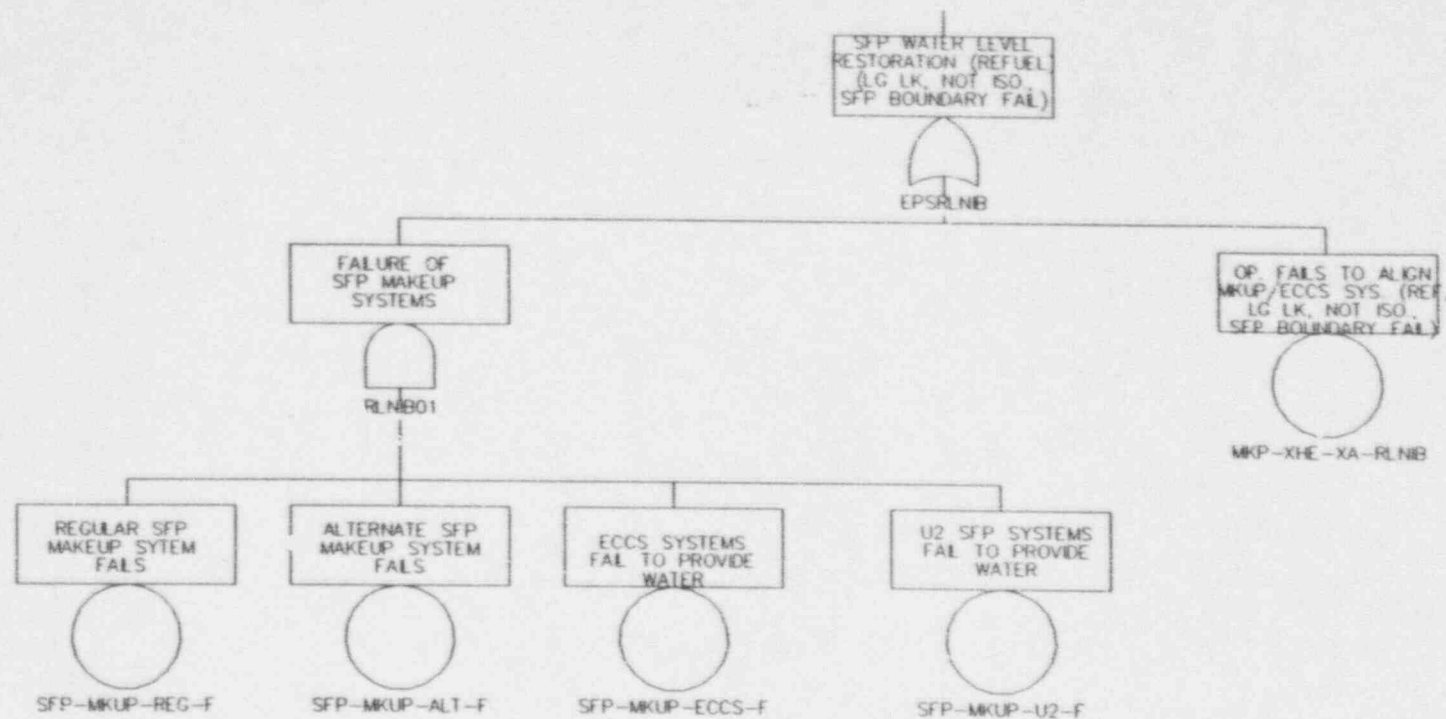 SFP WATER LEVEL
RESTORATION (REFUEL)
(LG LK, NOT ISO.,
SFP BOUNDARY FAIL)
EPSRLNIB
FAILURE OF
SFP MAKEUP
SYSTEMS
RLNIB01
OP. FAILS TO ALIGN
MKUP/ECCS SYS. (REF
LG LK, NOT ISO.,
SFP BOUNDARY FAIL)
MKP-XHE-XA-RLNIB
REGULAR SFP
MAKEUP SYTEM
FAILS
SFP-MKUP-REG-F
ALTERNATE SFP
MAKEUP SYSTEM
FAILS
SFP-MKUP-ALT-F
ECCS SYSTEMS
FAIL TO PROVIDE
WATER
SFP-MKUP-ECCS-F
U2 SFP SYSTEMS
FAIL TO PROVIDE
WATER
SFP-MKUP-U2-F